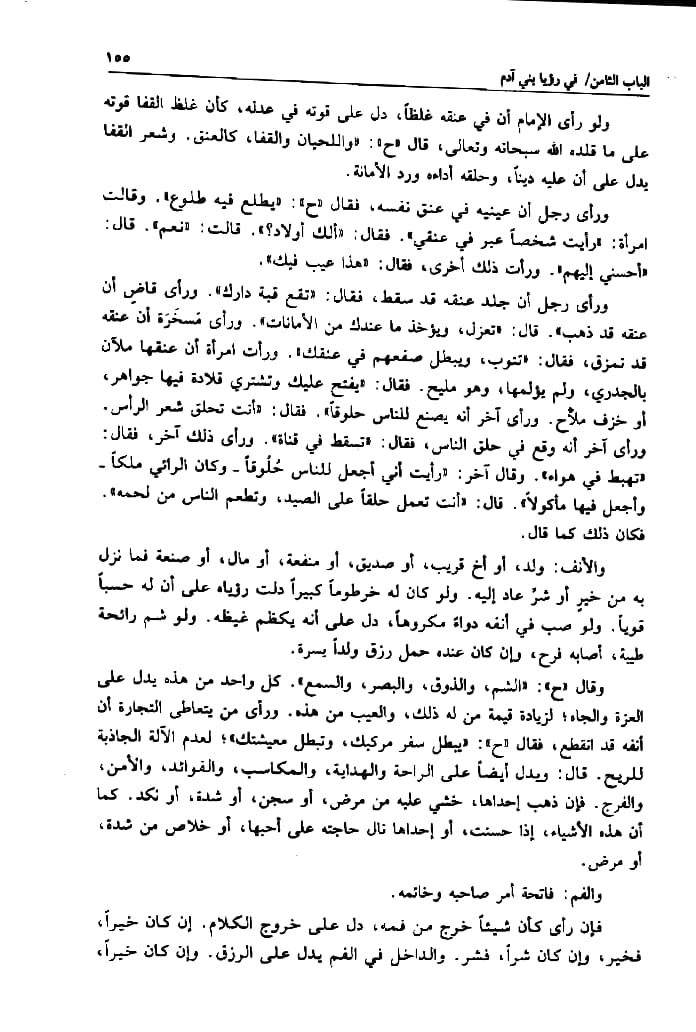 الباب الثامن/ في رؤيا بني آدم ١٥٥
ولو رأى الإمام أن في عنقه غلظاً، دل على قوته في عدله، كأن غلظ القفا قوته
على ما قلده الله سبحانه وتعالى، قال «ح»: «واللحيان والقفا، كالعنق. وشعر القفا
يدل على أن عليه ديناً، وحلقه أداءه ورد الأمانة.
ورأى رجل أن عينيه في عنق نفسه، فقال «ح»: «يطلع فيه طلوع». وقالت
امرأة: «رأيت شخصاً عبر في عنقي». فقال: «ألك أولاد؟». قالت: «نعم». قال:
«أحسني إليهم». ورأت ذلك أخرى، فقال: «هذا عيب فيك».
ورأى رجل أن جلد عنقه قد سقط، فقال: «تقع قبة دارك». ورأى قاضٍ أن
عنقه قد ذهب». قال: «تعزل، ويؤخذ ما عندك من الأمانات». ورأى مَسخَرَة أن عنقه
قد تمزق، فقال: «تتوب، ويبطل صفعهم في عنقك». ورأت امرأة أن عنقها ملآن
بالجدري، ولم يؤلمها، وهو مليح. فقال: «يفتح عليك وتشتري قلادة فيها جواهر،
أو خزف ملاّح. ورأى آخر أنه يصنع للناس حلوقاً». فقال: «أنت تحلق شعر الرأس.
ورأى آخر أنه وقع في حلق الناس، فقال: «تسقط في قناة». ورأى ذلك آخر، فقال:
«تهبط في هواء». وقال آخر: «رأيت أني أجعل للناس حُلُوقاً ـ وكان الرائي ملكاً ـ
وأجعل فيها مأكولاً». قال: «أنت تعمل حلقاً على الصيد، وتطعم الناس من لحمه».
فكان ذلك كما قال.
والأنف: ولد، أو أخ قريب، أو صديق، أو منفعة، أو مال، أو صنعة فما نزل
به من خيرٍ أو شرٍّ عاد إليه. ولو كان له خرطوماً كبيراً دلت رؤياه على أن له حسباً
قوياً. ولو صب في أنفه دواءً مكروهاً، دل على أنه يكظم غيظه. ولو شم رائحة
طيبة، أصابه فرح، وإن كان عنده حمل رزق ولداً يسرة.
وقال «ح»: «الشم، والذوق، والبصر، والسمع». كل واحد من هذه يدل على
العزة والجاه؛ لزيادة قيمة من له ذلك، والعيب من هذه. ورأى من يتعاطى التجارة أن
أنفه قد انقطع، فقال «ح»: «يبطل سفر مركبك، وتبطل معيشتك»؛ لعدم الآلة الجاذبة
للريح. قال: ويدل أيضاً على الراحة والهداية، والمكاسب، والفوائد، والأمن،
والفرج. فإن ذهب إحداها، خشي عليه من مرض، أو سجن، أو شدة، أو نكد. كما
أن هذه الأشياء، إذا حسنت، أو إحداها نال حاجته على أحبها، أو خلاص من شدة،
أو مرض.
والفم: فاتحة أمر صاحبه وخاتمه.
فإن رأى كأن شيئاً خرج من فمه، دل على خروج الكلام. إن كان خيراً،
فخير، وإن كان شراً، فشر. والداخل في الفم يدل على الرزق. وإن كان خيراً،